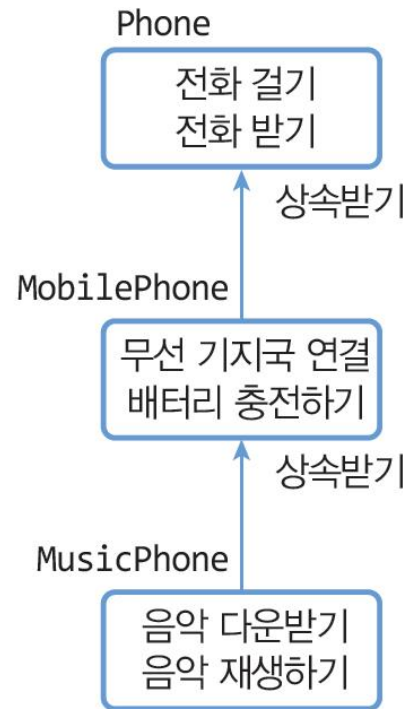 Phone
전화 걸기
전화 받기
상속받기
MobilePhone
무선 기지국 연결
배터리 충전하기
상속받기
MusicPhone
음악 다운받기
음악 재생하기